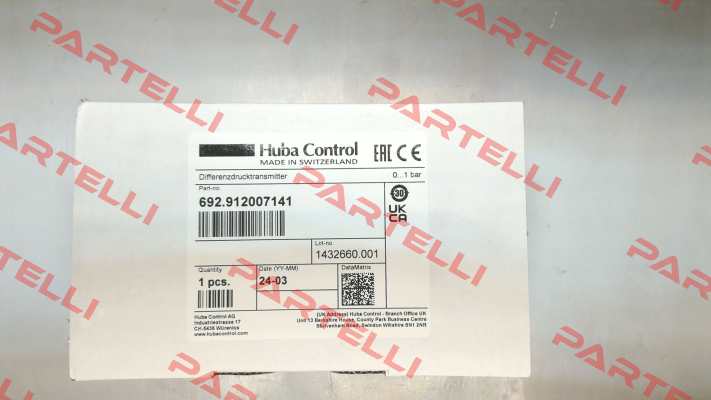 PARTELLI
Huba Control
MADE IN SWITZERLAND
EAC CE
Differenzdrucktransmitter 0...1 bar
Part-no.
692.912007141
30
UK
CA
Lot-no
1432660.001
Quantity
1 pcs.
Date (YY-MM)
24-03
DataMatrix
Huba Control AG
Industriestrasse 17
CH-5436 Würenlos
www.hubacontrol.com
(UK Address) Huba Control - Branch Office UK
Unit 13 Berkshire House, County Park Business Centre
Shrivenham Road, Swindon Wiltshire SN1 2NR
PARTELLI
PARTELLI
PARTELLI
PARTELLI
PARTELLI
PARTELLI
PARTELLI